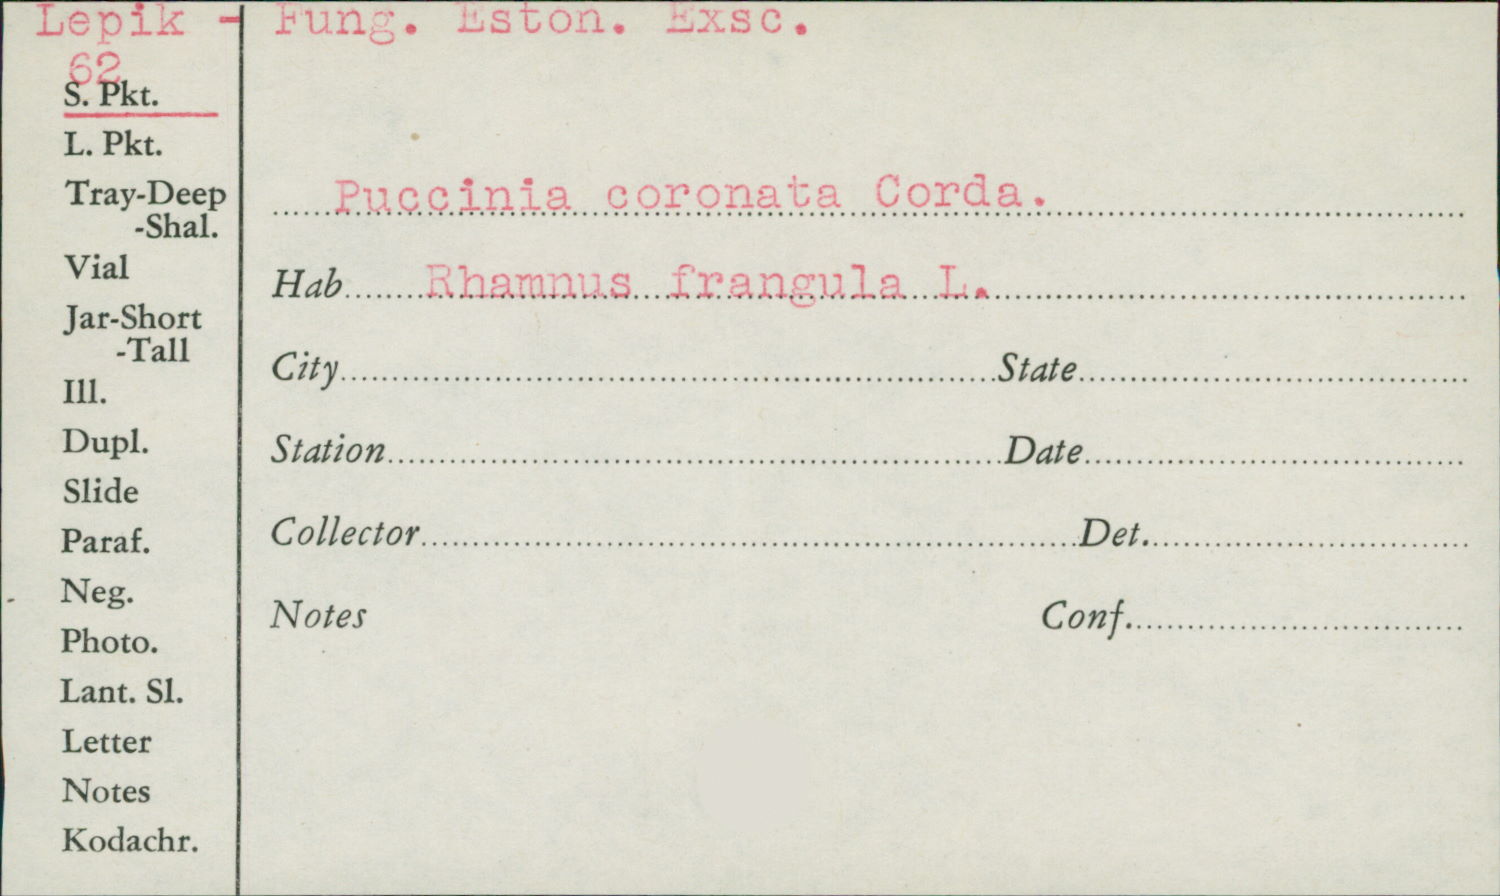 Lepik - Fung. Eston. Exsc.
62
S. Pkt.
L. Pkt.
Tray-Deep
-Shal.
Vial
Jar-Short
-Tall
Ill.
Dupl.
Slide
Paraf.
Neg.
Photo.
Lant. Sl.
Letter
Notes
Kodachr.
Puccinia coronata Corda.
Hab Rhamnus frangula L.
City State
Station Date
Collector Det.
Notes Conf.